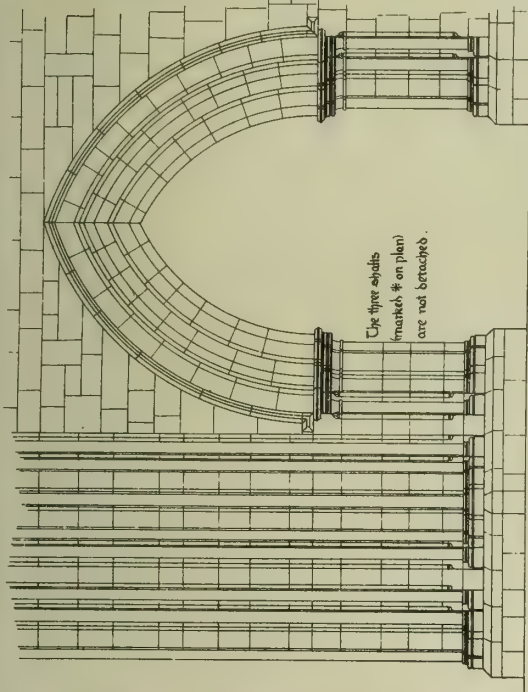 The three shafts
(marked * on plan)
are not detached.